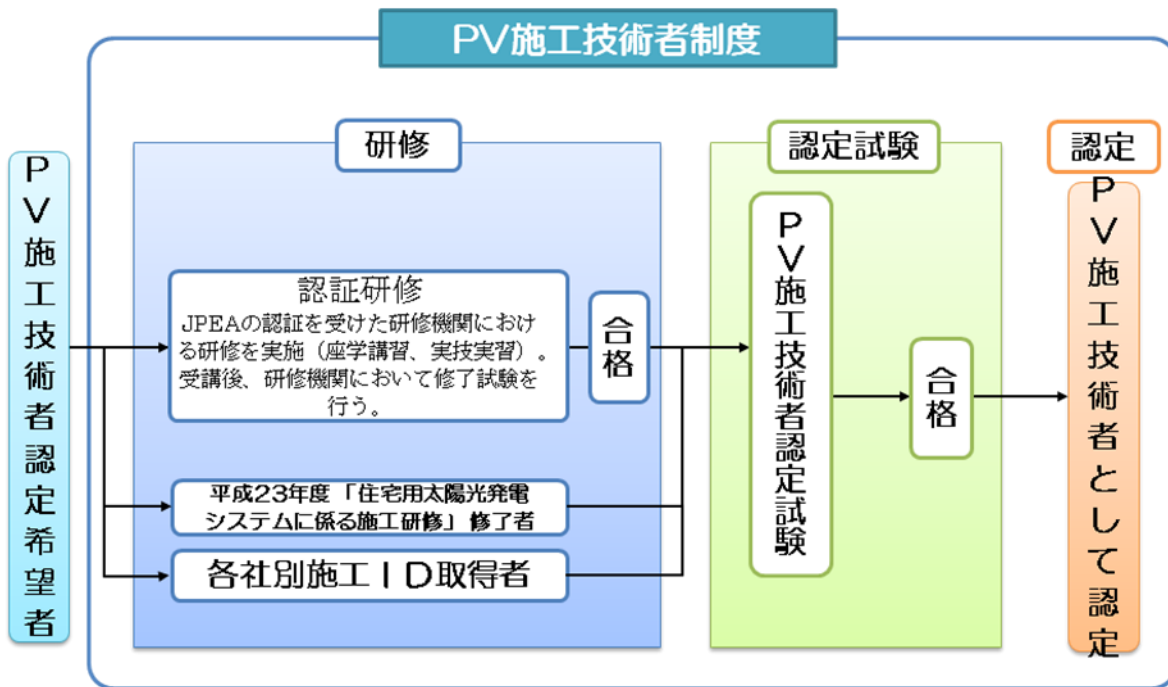 PV施工技術者制度
PV施工技術者認定希望者
研修
認証研修
JPEAの認証を受けた研修機関におけ
る研修を実施（座学講習、実技実習）。
受講後、研修機関において修了試験を
行う。
合格
平成23年度「住宅用太陽光発電
システムに係る施工研修」修了者
各社別施工ID取得者
認定試験
PV施工技術者認定試験
合格
認定
PV施工技術者として認定